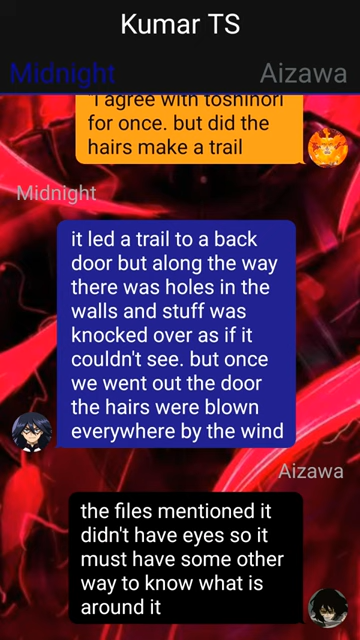 Kumar TS
Midnight
Aizawa
I agree with toshinori
for once. but did the
hairs make a trail
Midnight
it led a trail to a back
door but along the way
there was holes in the
walls and stuff was
knocked over as if it
couldn't see. but once
we went out the door
the hairs were blown
everywhere by the wind
Aizawa
the files mentioned it
didn't have eyes so it
must have some other
way to know what is
around it